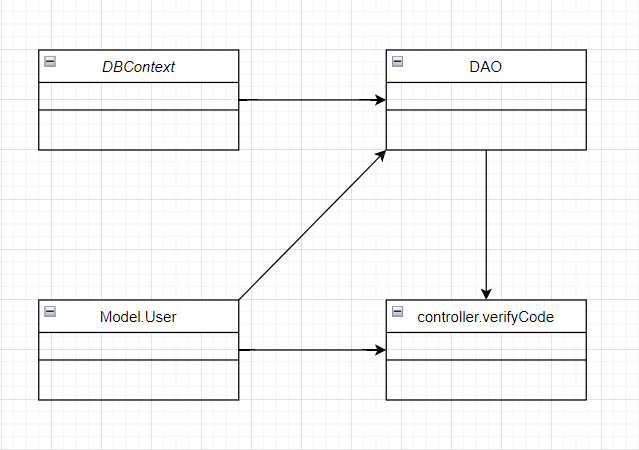 DBContext
DAO
Model.User
controller.verifyCode